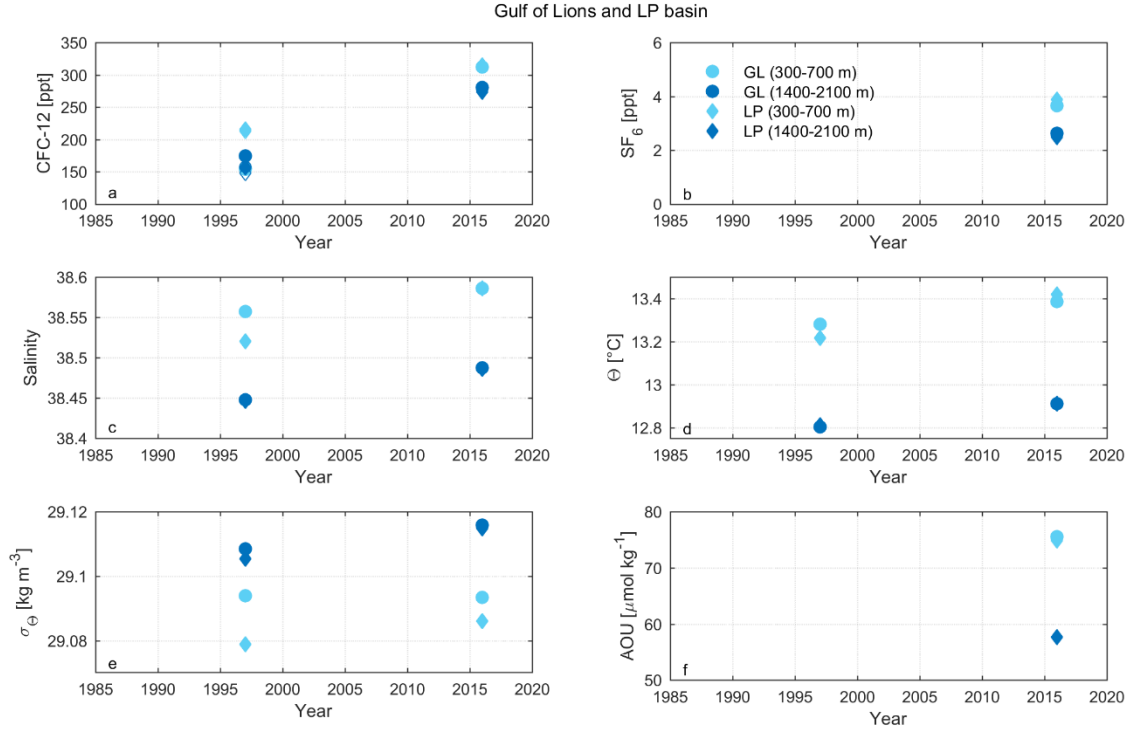 Gulf of Lions and LP basin
CFC-12 [ppt]
350
300
250
200
150
100
a
1985 1990 1995 2000 2005 2010 2015 2020
Year
SF6 [ppt]
6
4
2
0
b
GL (300-700 m)
GL (1400-2100 m)
LP (300-700 m)
LP (1400-2100 m)
1985 1990 1995 2000 2005 2010 2015 2020
Year
Salinity
38.6
38.55
38.5
38.45
38.4
c
1985 1990 1995 2000 2005 2010 2015 2020
Year
Θ [°C]
13.4
13.2
13
12.8
d
1985 1990 1995 2000 2005 2010 2015 2020
Year
σΘ [kg m-3]
29.12
29.1
29.08
e
1985 1990 1995 2000 2005 2010 2015 2020
Year
AOU [μmol kg-1]
80
70
60
50
f
1985 1990 1995 2000 2005 2010 2015 2020
Year